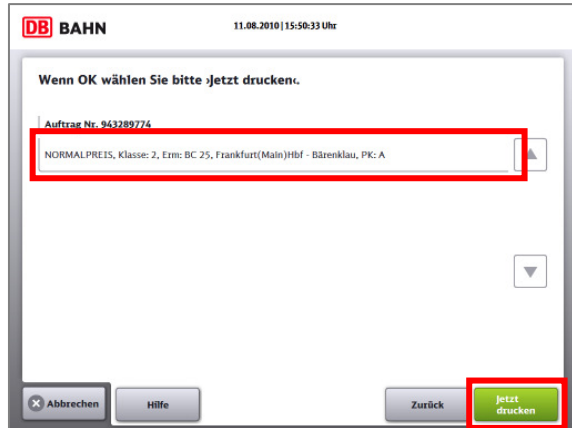 DB BAHN
11.08.2010 | 15:50:33 Uhr
Wenn OK wählen Sie bitte ›Jetzt drucken‹.
Auftrag Nr. 943289774
NORMALPREIS, Klasse: 2, Erm: BC 25, Frankfurt(Main)Hbf - Bärenklau, PK: A
Abbrechen
Hilfe
Zurück
Jetzt
drucken